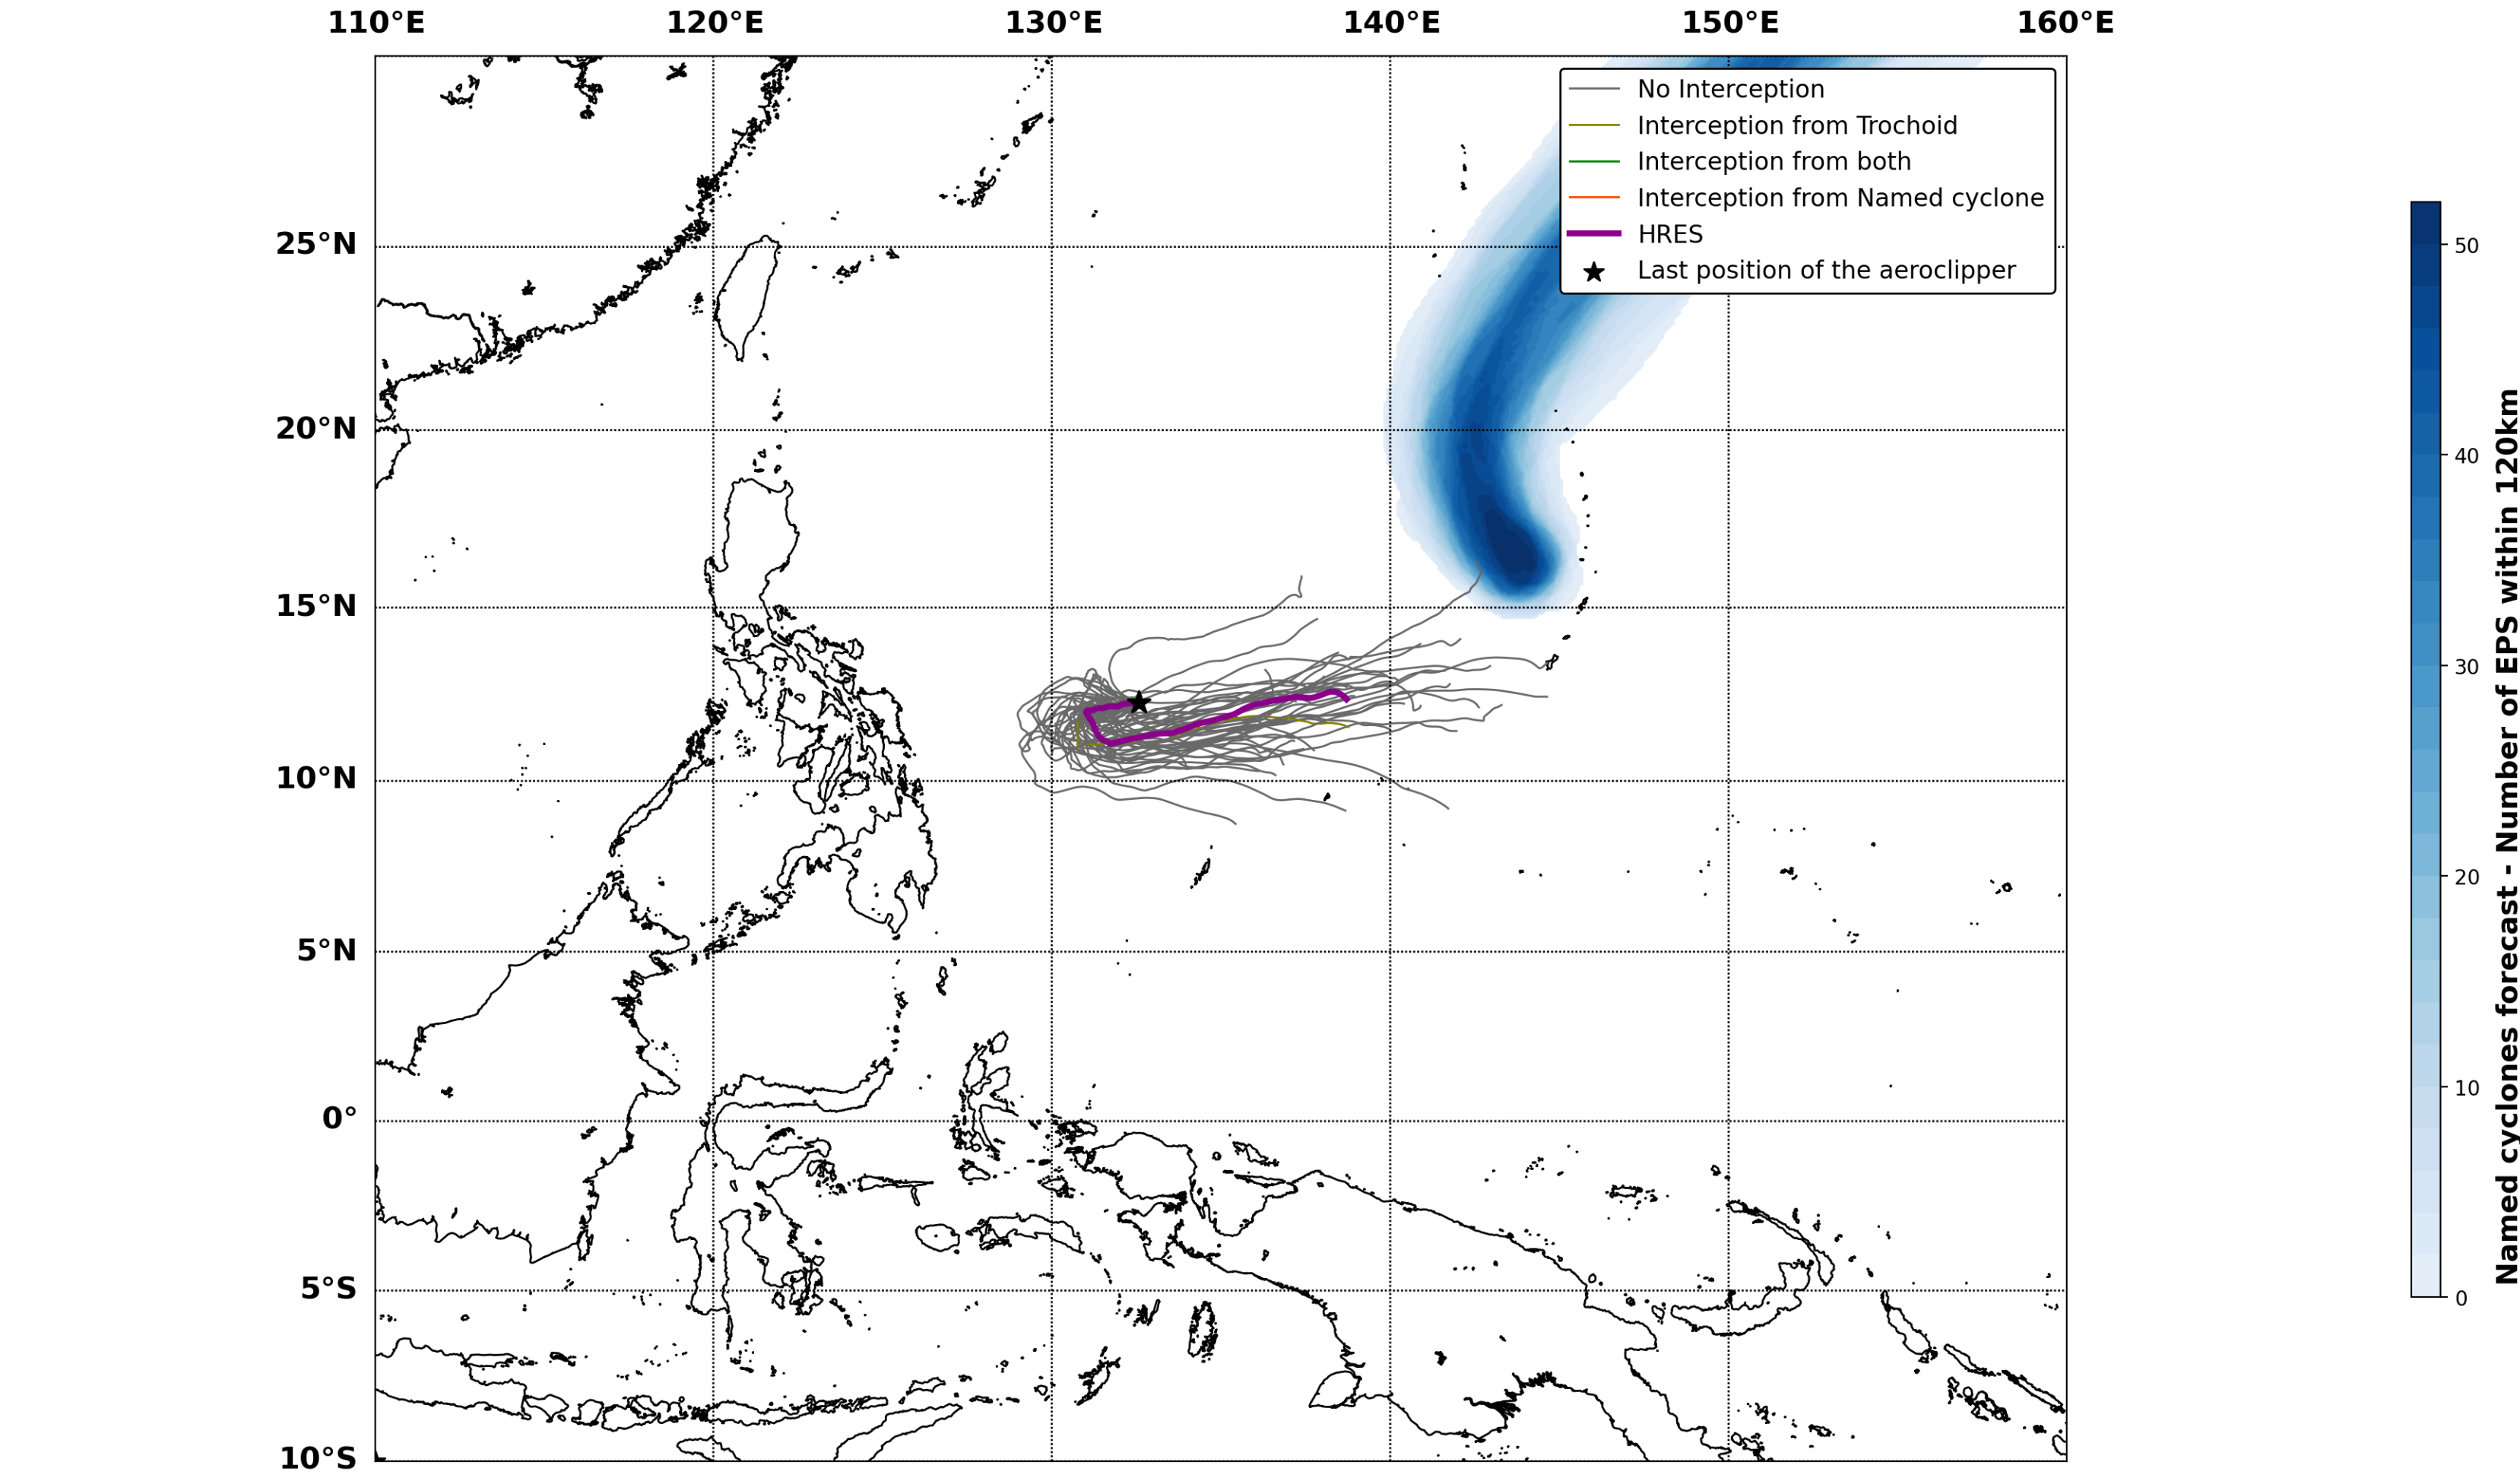 110°E 120°E 130°E 140°E 150°E 160°E
No Interception
Interception from Trochoid
Interception from both
Interception from Named cyclone
HRES
Last position of the aeroclipper
25°N
20°N
15°N
10°N
5°N
0°
5°S
10°S
50
40
30
20
10
0
Named cyclones forecast - Number of EPS within 120km